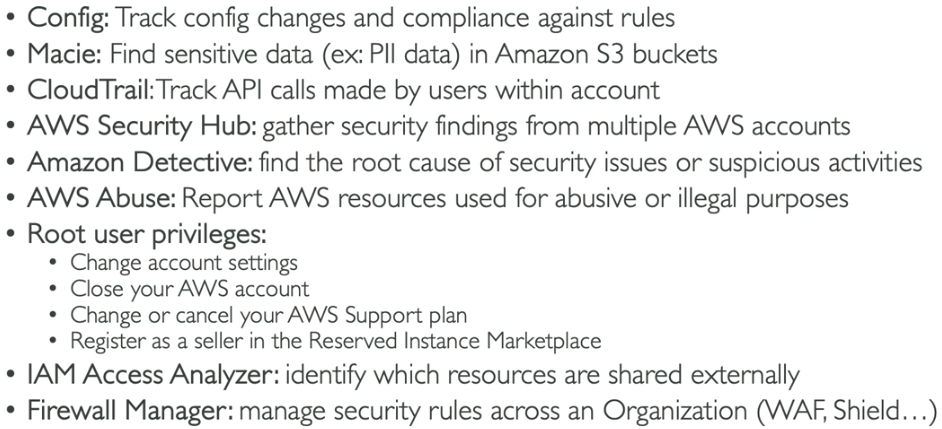 • Config: Track config changes and compliance against rules
• Macie: Find sensitive data (ex: PII data) in Amazon S3 buckets
• CloudTrail: Track API calls made by users within account
• AWS Security Hub: gather security findings from multiple AWS accounts
• Amazon Detective: find the root cause of security issues or suspicious activities
• AWS Abuse: Report AWS resources used for abusive or illegal purposes
• Root user privileges:
• Change account settings
• Close your AWS account
• Change or cancel your AWS Support plan
• Register as a seller in the Reserved Instance Marketplace
• IAM Access Analyzer: identify which resources are shared externally
• Firewall Manager: manage security rules across an Organization (WAF, Shield…)